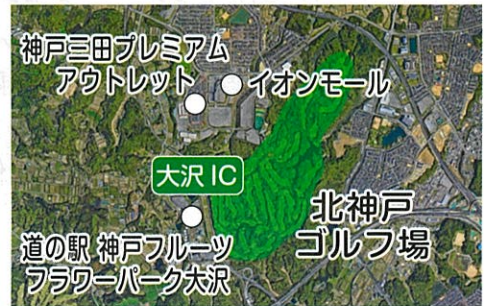 神戸三田プレミアム
アウトレット
イオンモール
大沢IC
北神戸
ゴルフ場
道の駅 神戸フルーツ
フラワーパーク大沢